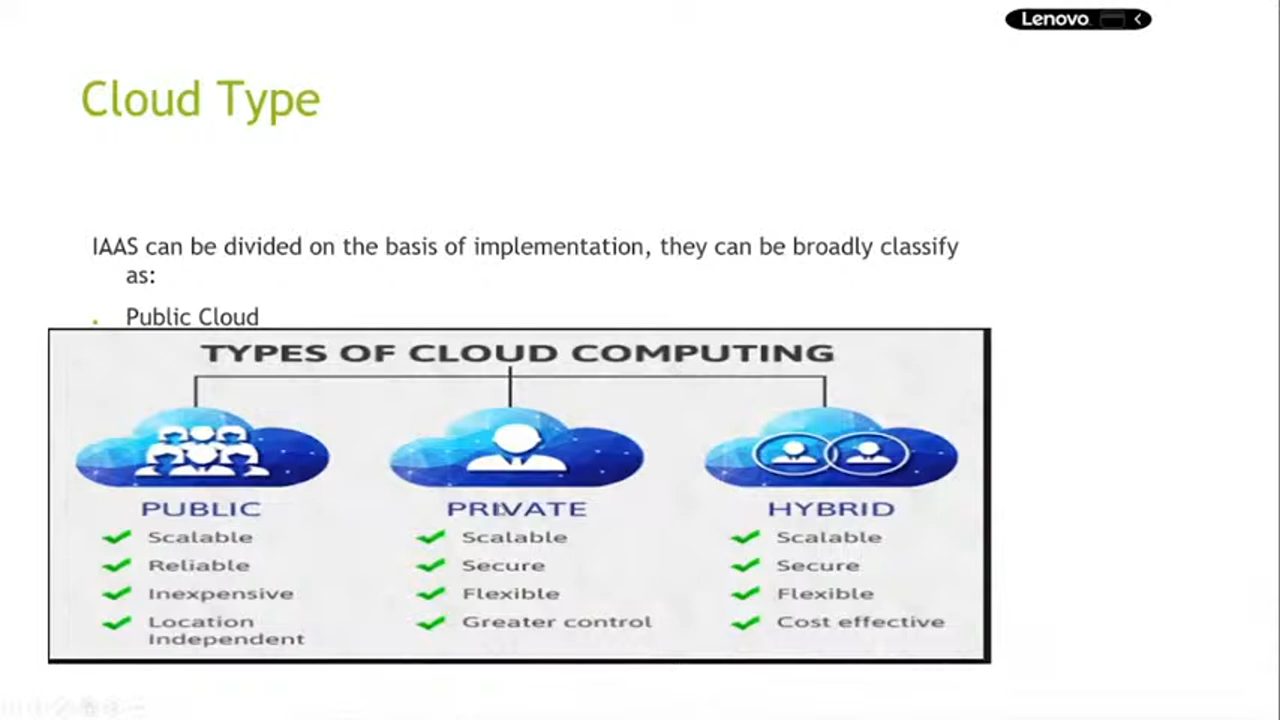 Lenovo
Cloud Type
IAAS can be divided on the basis of implementation, they can be broadly classify
as:
Public Cloud
TYPES OF CLOUD COMPUTING
PUBLIC
Scalable
Reliable
Inexpensive
Location
Independent
PRIVATE
Scalable
Secure
Flexible
Greater control
HYBRID
Scalable
Secure
Flexible
Cost effective